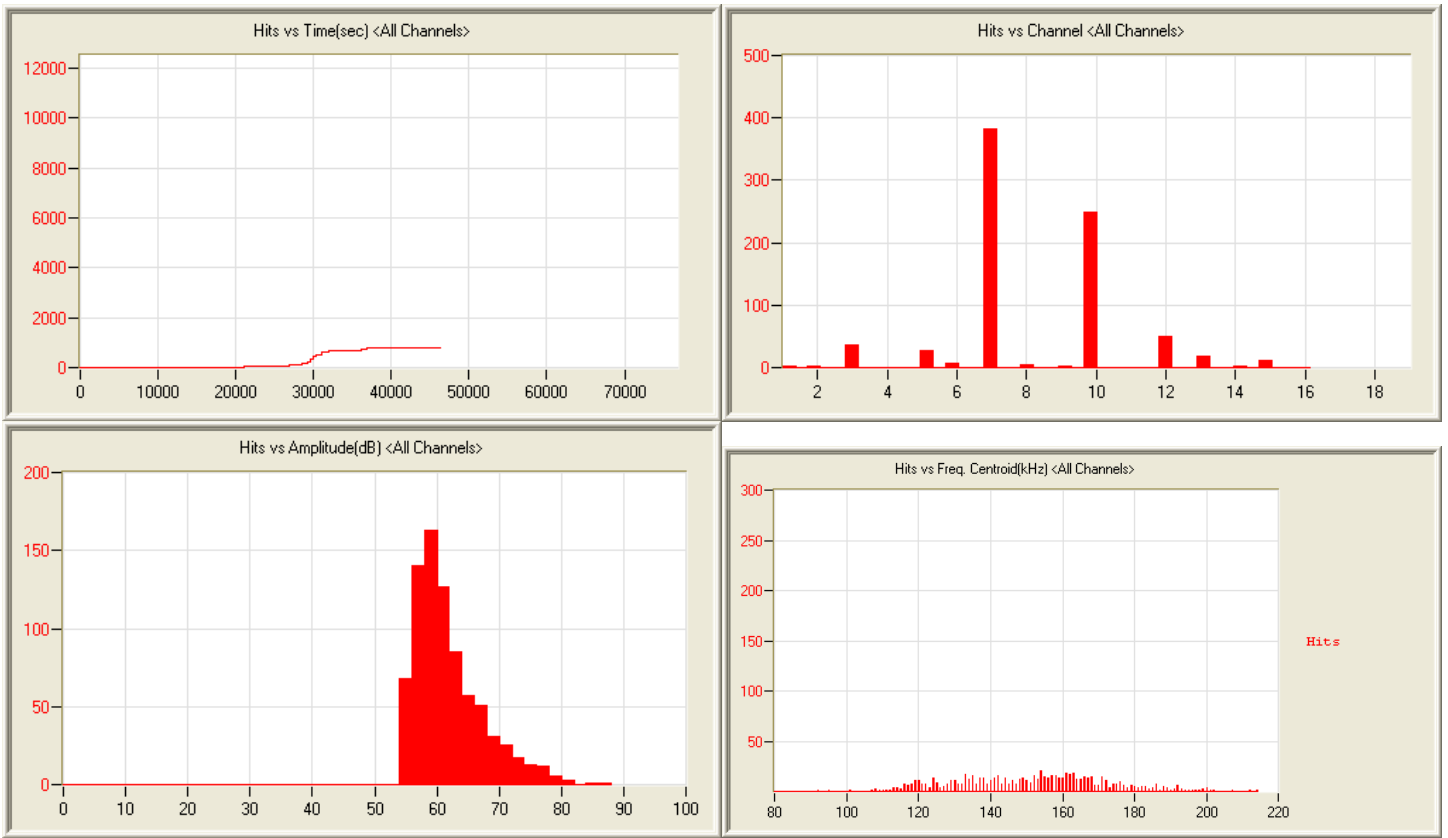 Hits vs Time(sec) <All Channels>
12000
10000
8000
6000
4000
2000
0
0 10000 20000 30000 40000 50000 60000 70000
Hits vs Channel <All Channels>
500
400
300
200
100
0
2 4 6 8 10 12 14 16 18
Hits vs Amplitude(dB) <All Channels>
200
150
100
50
0
0 10 20 30 40 50 60 70 80 90 100
Hits vs Freq. Centroid(kHz) <All Channels>
300
250
200
150
100
50
80 100 120 140 160 180 200 220
Hits